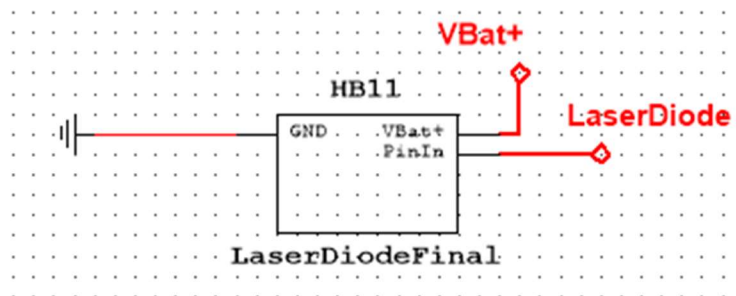 VBat+
HB11
LaserDiode
GND
VBat+
PinIn
LaserDiodeFinal